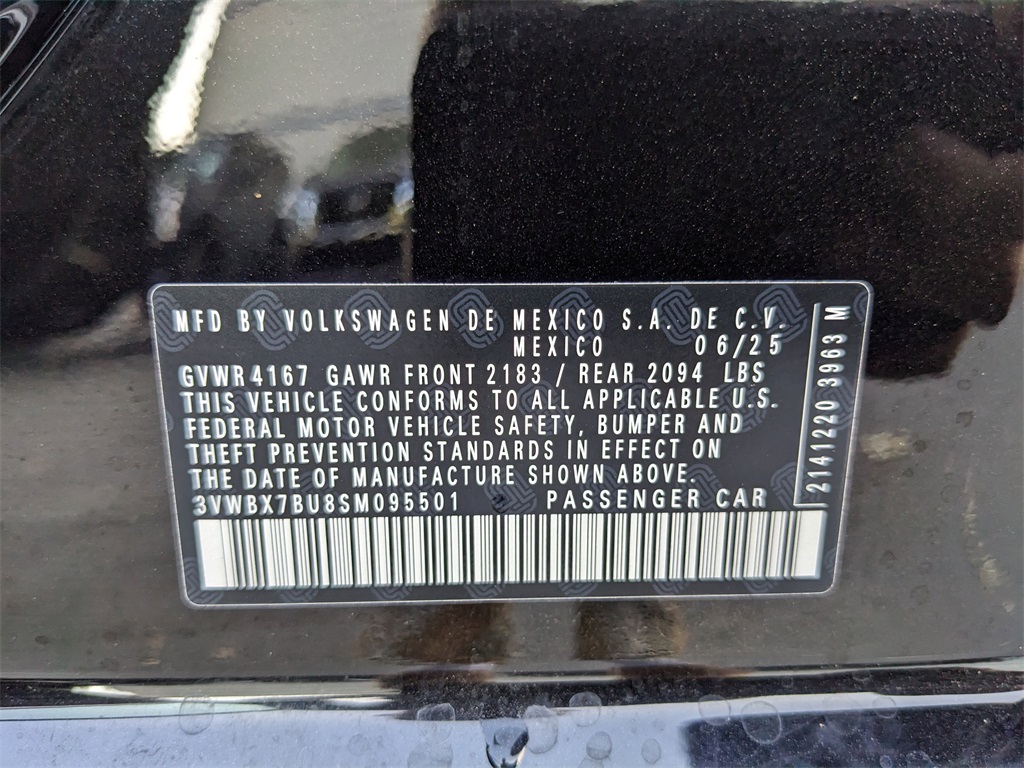 MFD BY VOLKSWAGEN DE MEXICO S.A. DE C.V.
MEXICO 06/25
GVWR 4167 GAWR FRONT 2183 / REAR 2094 LBS
THIS VEHICLE CONFORMS TO ALL APPLICABLE U.S.
FEDERAL MOTOR VEHICLE SAFETY, BUMPER AND
THEFT PREVENTION STANDARDS IN EFFECT ON
THE DATE OF MANUFACTURE SHOWN ABOVE.
3VWBX7BU8SM095501 PASSENGER CAR
2141220 3963 M